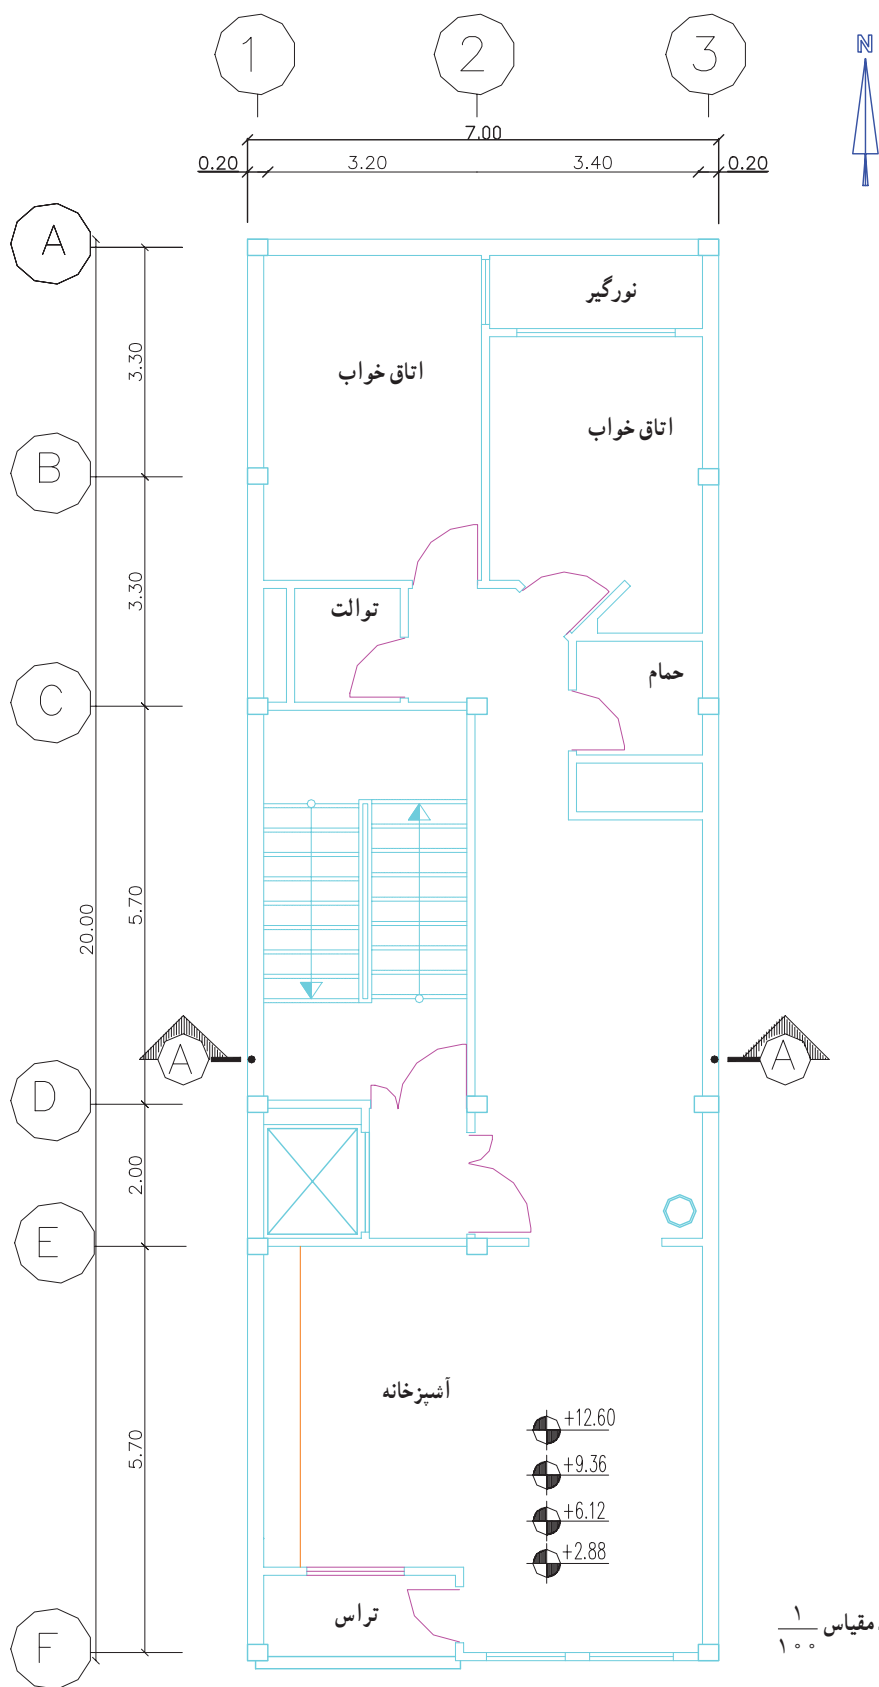 1 2 3
N
7.00
0.20 3.20 3.40 0.20
A
نورگیر
3.30
اتاق خواب
اتاق خواب
B
3.30
توالت
حمام
C
5.70
20.00
A A
D
2.00
E
آشپزخانه
+12.60
5.70
+9.36
+6.12
+2.88
تراس
مقیاس ۱/۱۰۰
F